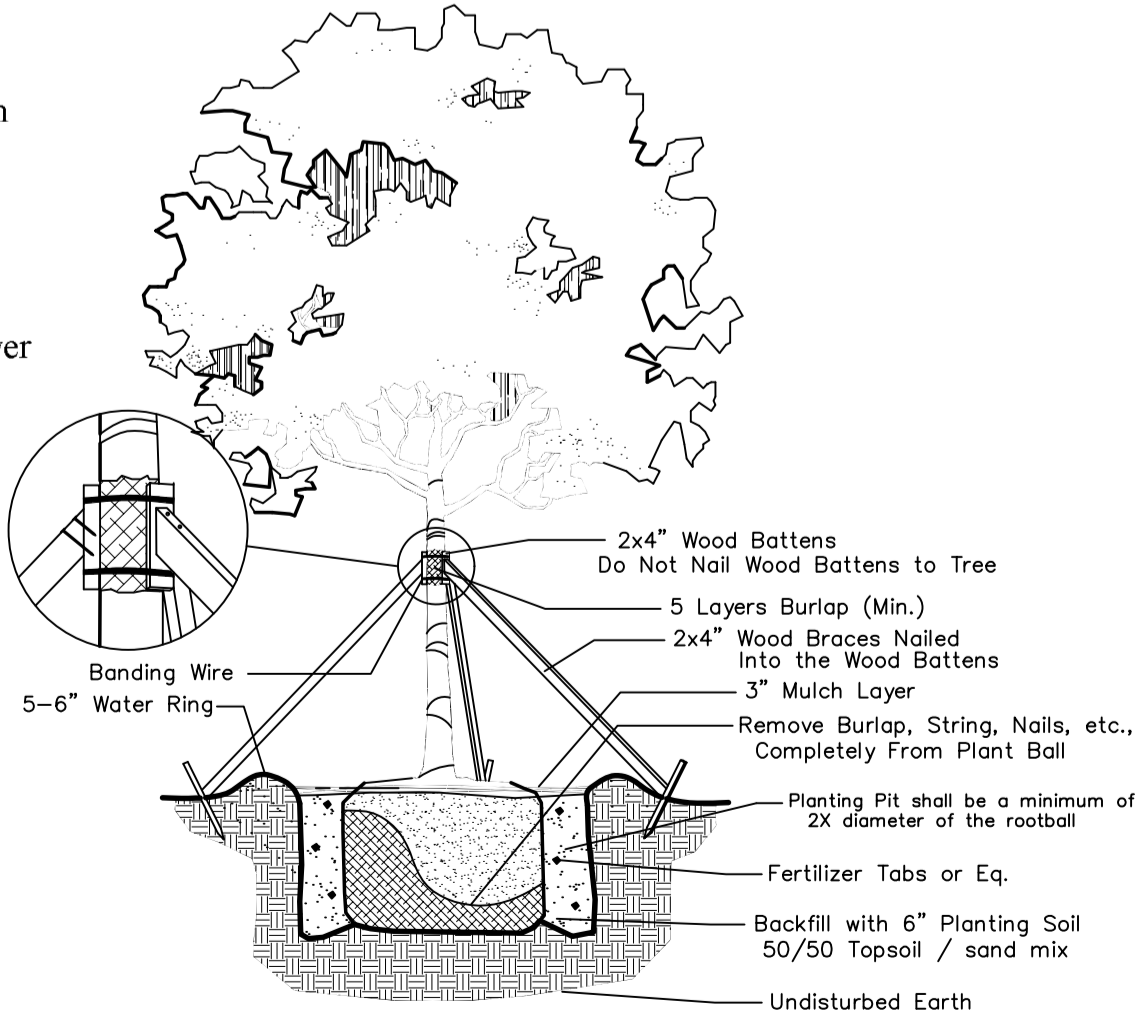 2x4” Wood Battens
Do Not Nail Wood Battens to Tree
5 Layers Burlap (Min.)
2x4” Wood Braces Nailed
Into the Wood Battens
Banding Wire
3” Mulch Layer
5-6” Water Ring
Remove Burlap, String, Nails, etc.,
Completely From Plant Ball
Planting Pit shall be a minimum of
2X diameter of the rootball
Fertilizer Tabs or Eq.
Backfill with 6” Planting Soil
50/50 Topsoil / sand mix
Undisturbed Earth